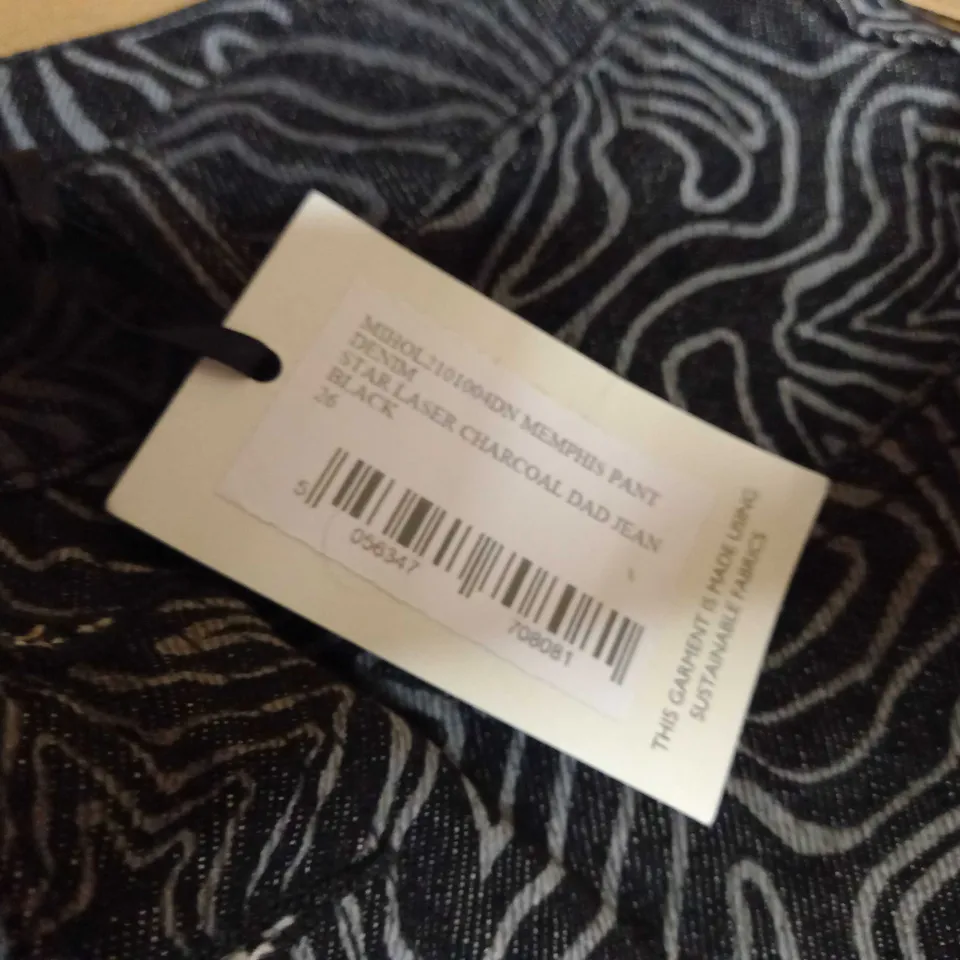 MIHOL2101004DN MEMPHIS PANT
DENIM
STAR LASER CHARCOAL DAD JEAN
BLACK
26
5 056347 708081
THIS GARMENT IS MADE USING
SUSTAINABLE FABRICS